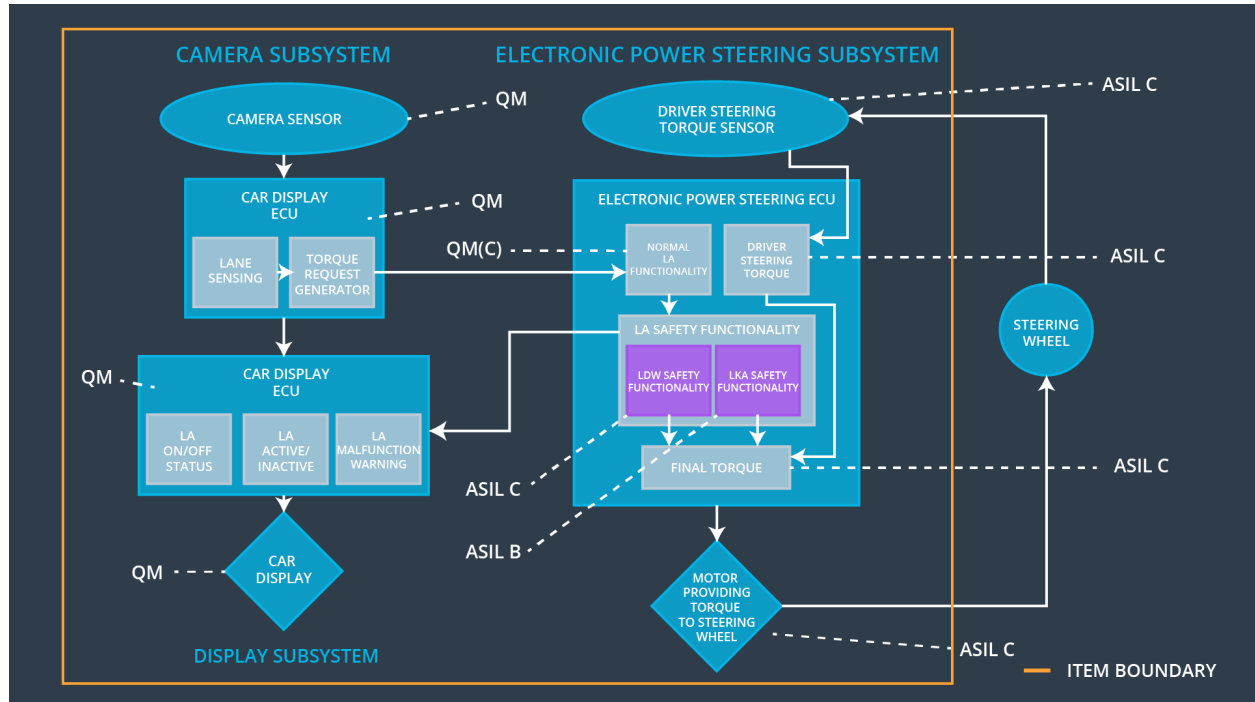 CAMERA SUBSYSTEM
ELECTRONIC POWER STEERING SUBSYSTEM
CAMERA SENSOR
QM
DRIVER STEERING
TORQUE SENSOR
ASIL C
CAR DISPLAY
ECU
QM
LANE
SENSING
TORQUE
REQUEST
GENERATOR
QM(C)
ELECTRONIC POWER STEERING ECU
NORMAL
LA
FUNCTIONALITY
DRIVER
STEERING
TORQUE
ASIL C
STEERING
WHEEL
LA SAFETY FUNCTIONALITY
LDW SAFETY
FUNCTIONALITY
LKA SAFETY
FUNCTIONALITY
QM
CAR DISPLAY
ECU
LA
ON/OFF
STATUS
LA
ACTIVE/
INACTIVE
LA
MALFUNCTION
WARNING
FINAL TORQUE
ASIL C
ASIL C
ASIL B
QM
CAR
DISPLAY
MOTOR
PROVIDING
TORQUE
TO STEERING
WHEEL
ASIL C
DISPLAY SUBSYSTEM
ITEM BOUNDARY